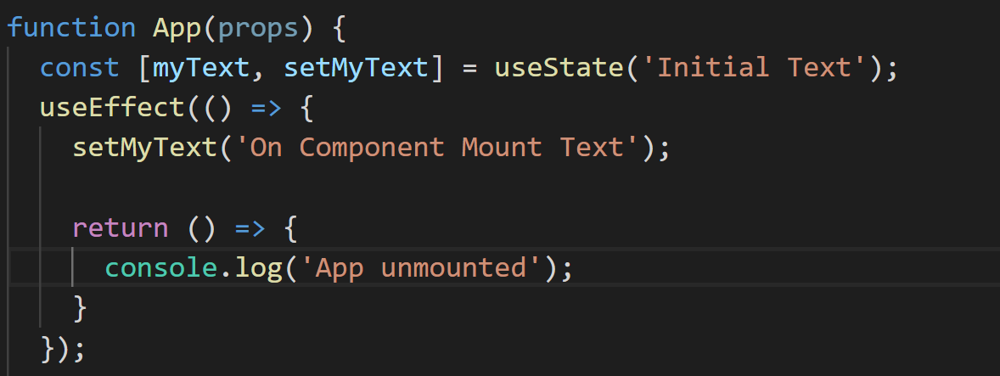 function App(props) {
const [myText, setMyText] = useState('Initial Text');
useEffect(() => {
setMyText('On Component Mount Text');
return () => {
console.log('App unmounted');
}
});